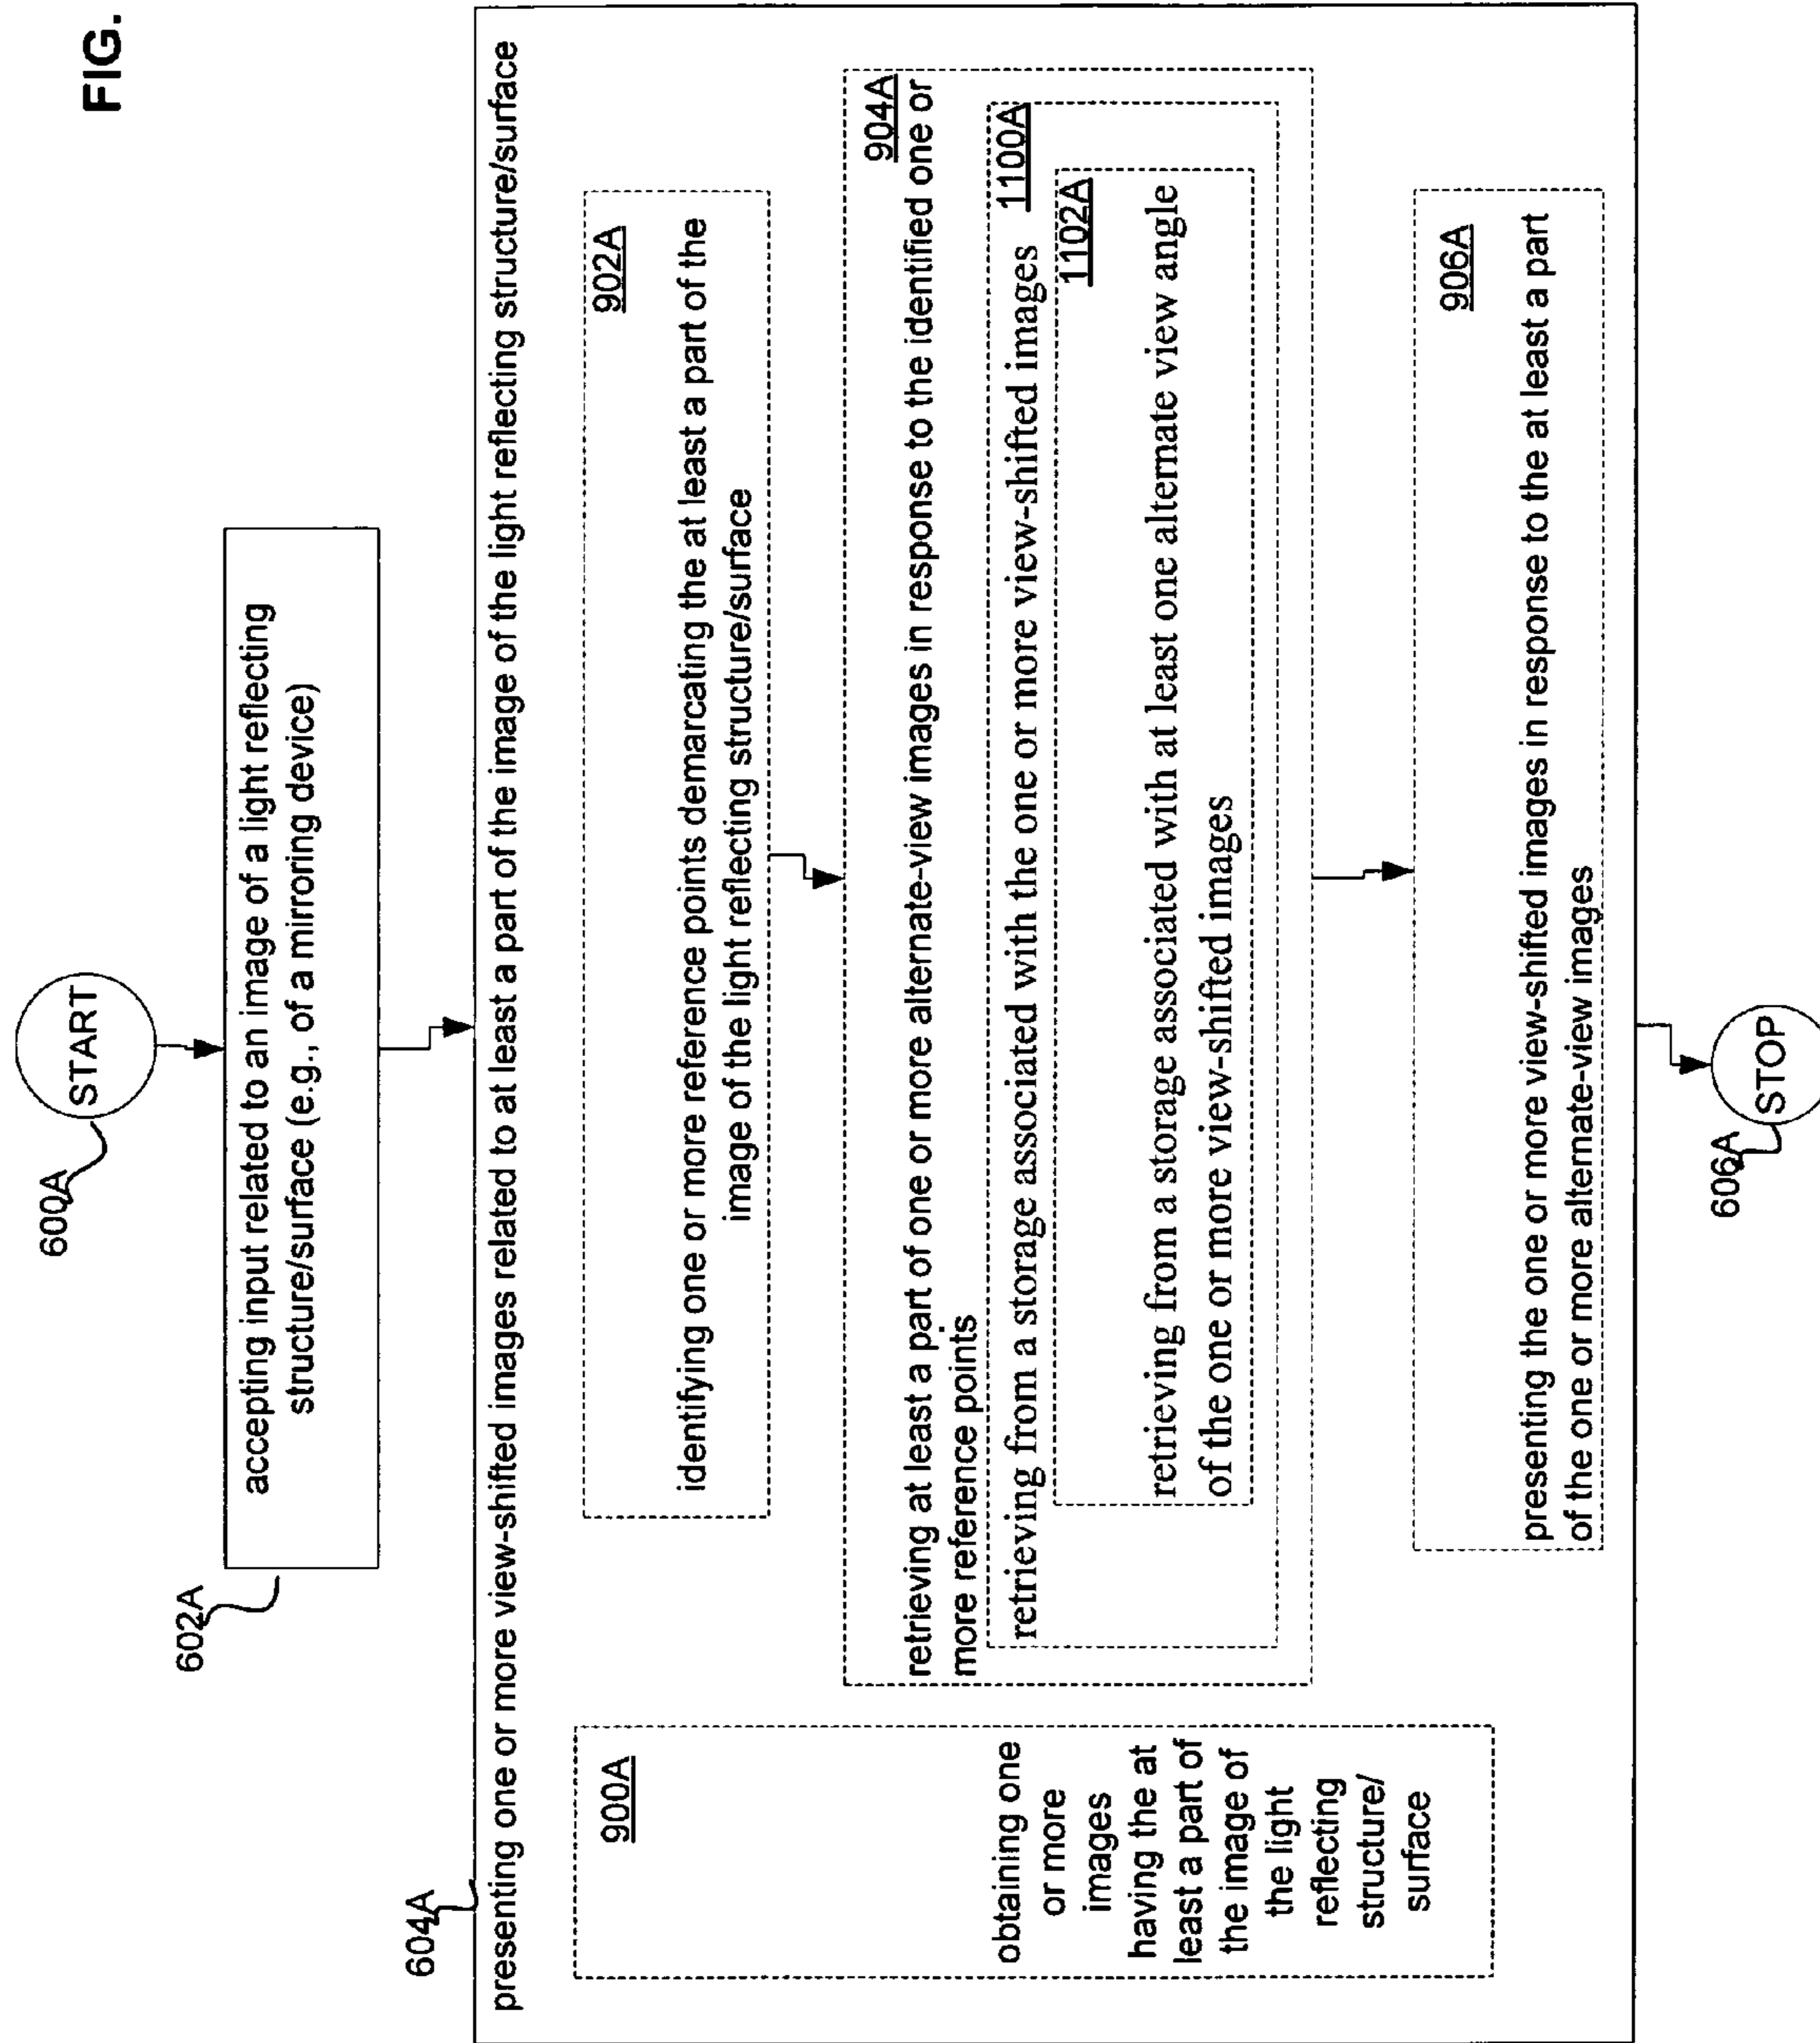 FIG.
600A
START
602A
accepting input related to an image of a light reflecting
structure/surface (e.g., of a mirroring device)
604A
presenting one or more view-shifted images related to at least a part of the image of the light reflecting structure/surface
900A
obtaining one
or more
images
having the at
least a part of
the image of
the light
reflecting
structure/
surface
902A
identifying one or more reference points demarcating the at least a part of the
image of the light reflecting structure/surface
904A
retrieving at least a part of one or more alternate-view images in response to the identified one or
more reference points
1100A
retrieving from a storage associated with the one or more view-shifted images
1102A
retrieving from a storage associated with at least one alternate view angle
of the one or more view-shifted images
906A
presenting the one or more view-shifted images in response to the at least a part
of the one or more alternate-view images
606A
STOP